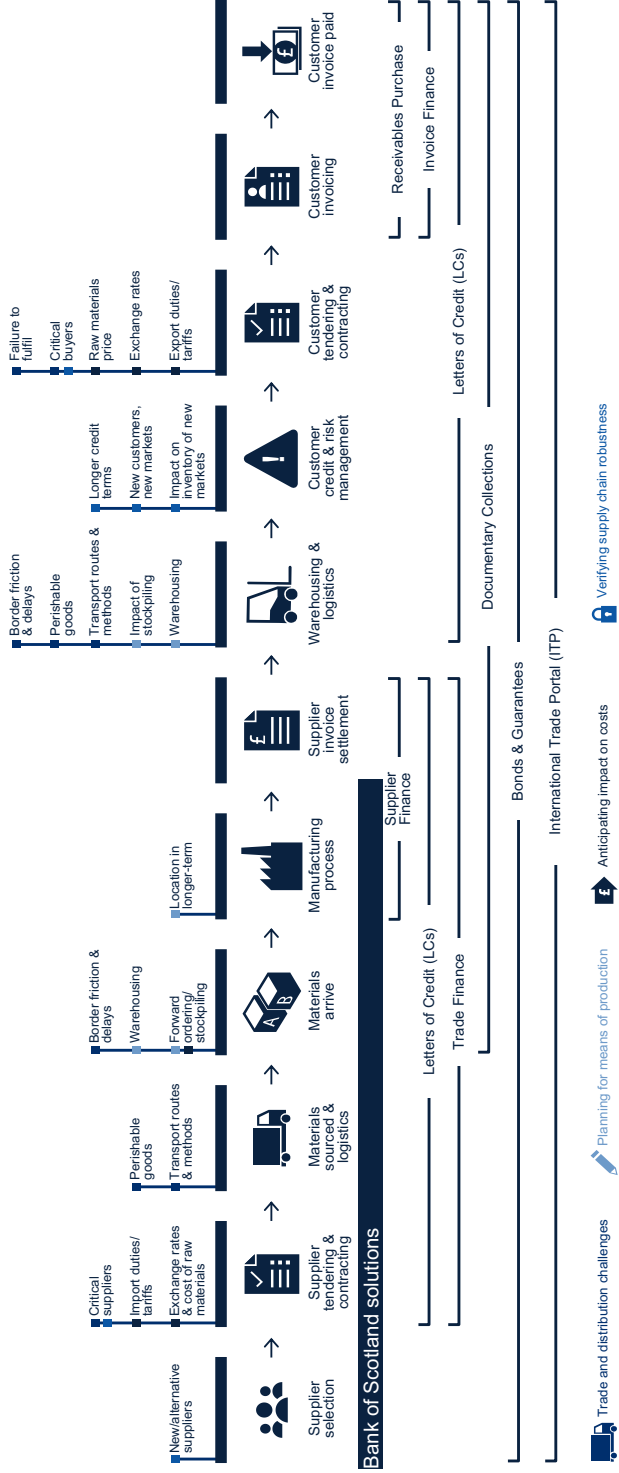 New/alternative
suppliers
Critical
suppliers
Import duties/
tariffs
Exchange rates
& cost of raw
materials
Perishable
goods
Transport routes
& methods
Border friction &
delays
Warehousing
Forward
ordering/
stockpiling
Location in
longer-term
Border friction
& delays
Perishable
goods
Transport routes &
methods
Impact of
stockpiling
Warehousing
Longer credit
terms
New customers,
new markets
Impact on
inventory of new
markets
Failure to
fulfil
Critical
buyers
Raw materials
price
Exchange rates
Export duties/
tariffs
A
B
£
!
£
Supplier
selection
Supplier
tendering &
contracting
Materials
sourced &
logistics
Materials
arrive
Manufacturing
process
Supplier
invoice
settlement
Warehousing &
logistics
Customer
credit & risk
management
Customer
tendering &
contracting
Customer
invoicing
Customer
invoice paid
Bank of Scotland solutions
Supplier
Finance
Receivables Purchase
Letters of Credit (LCs)
Invoice Finance
Trade Finance
Letters of Credit (LCs)
Documentary Collections
Bonds & Guarantees
International Trade Portal (ITP)
Trade and distribution challenges
Planning for means of production
£
Anticipating impact on costs
Verifying supply chain robustness